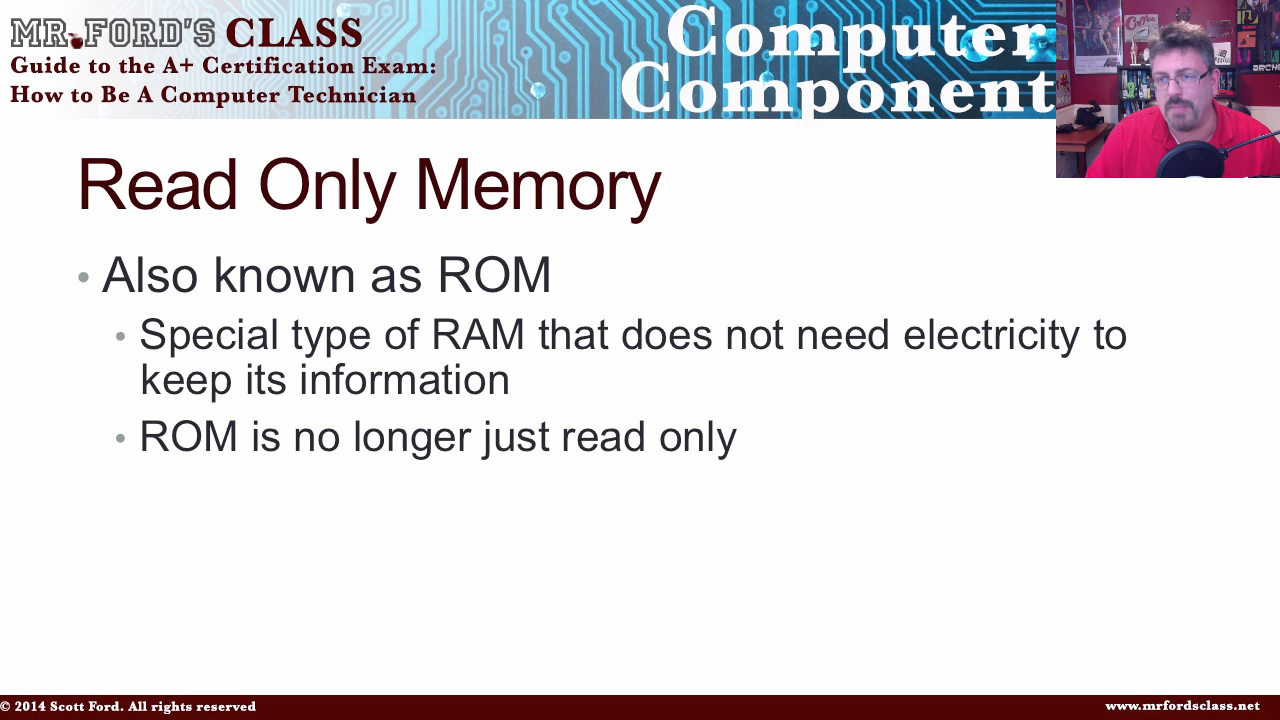 MR. FORD'S CLASS
Guide to the A+ Certification Exam:
How to Be A Computer Technician
Computer
Component
Read Only Memory
• Also known as ROM
• Special type of RAM that does not need electricity to
keep its information
• ROM is no longer just read only
© 2014 Scott Ford. All rights reserved
www.mrfordsclass.net